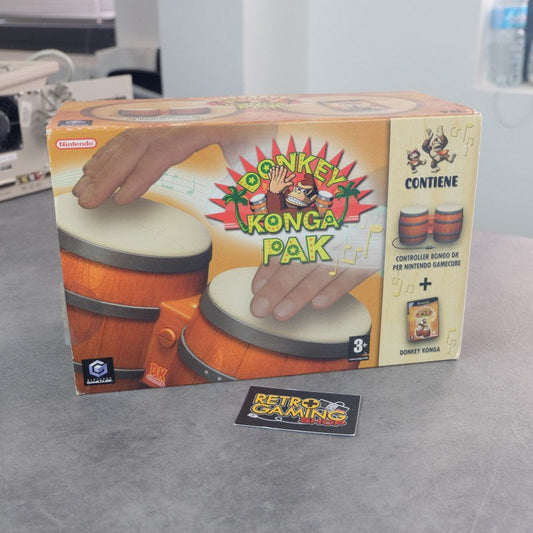 Nintendo
DONKEY
KONGA
PAK
CONTIENE
CONTROLLER BONGO DK
PER NINTENDO GAMECUBE
+
DONKEY KONGA
3+
DK
RETRO
GAMING
SHOP